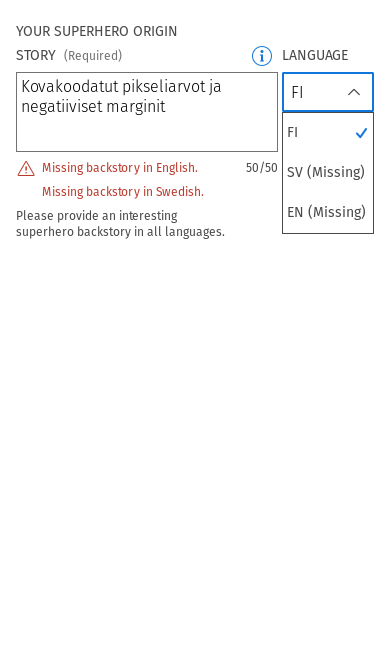 YOUR SUPERHERO ORIGIN
STORY (Required)
LANGUAGE
Kovakoodatut pikseliarvot ja
negatiiviset marginit
FI
FI
SV (Missing)
EN (Missing)
Missing backstory in English.
50/50
Missing backstory in Swedish.
Please provide an interesting
superhero backstory in all languages.